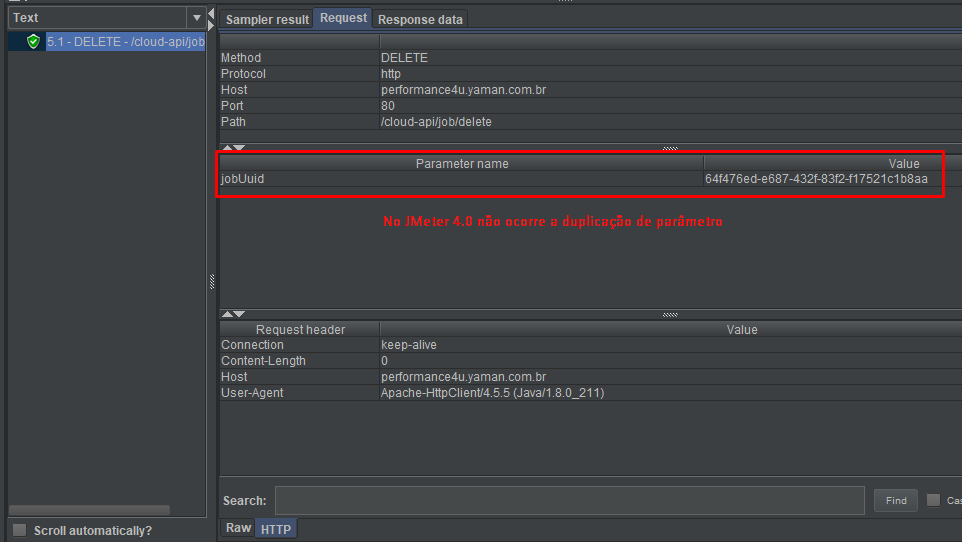 Text
Sampler result Request Response data
5.1 - DELETE - /cloud-api/job
Method DELETE
Protocol http
Host performance4u.yaman.com.br
Port 80
Path /cloud-api/job/delete
Parameter name Value
jobUuid 64f476ed-e687-432f-83f2-f17521c1b8aa
No JMeter 4.0 não ocorre a duplicação de parâmetro
Request header Value
Connection keep-alive
Content-Length 0
Host performance4u.yaman.com.br
User-Agent Apache-HttpClient/4.5.5 (Java/1.8.0_211)
Search: Find Cas
Scroll automatically? Raw HTTP